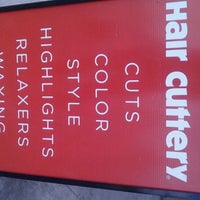 Hair Cuttery
CUTS
COLOR
STYLE
HIGHLIGHTS
RELAXERS
WAXING